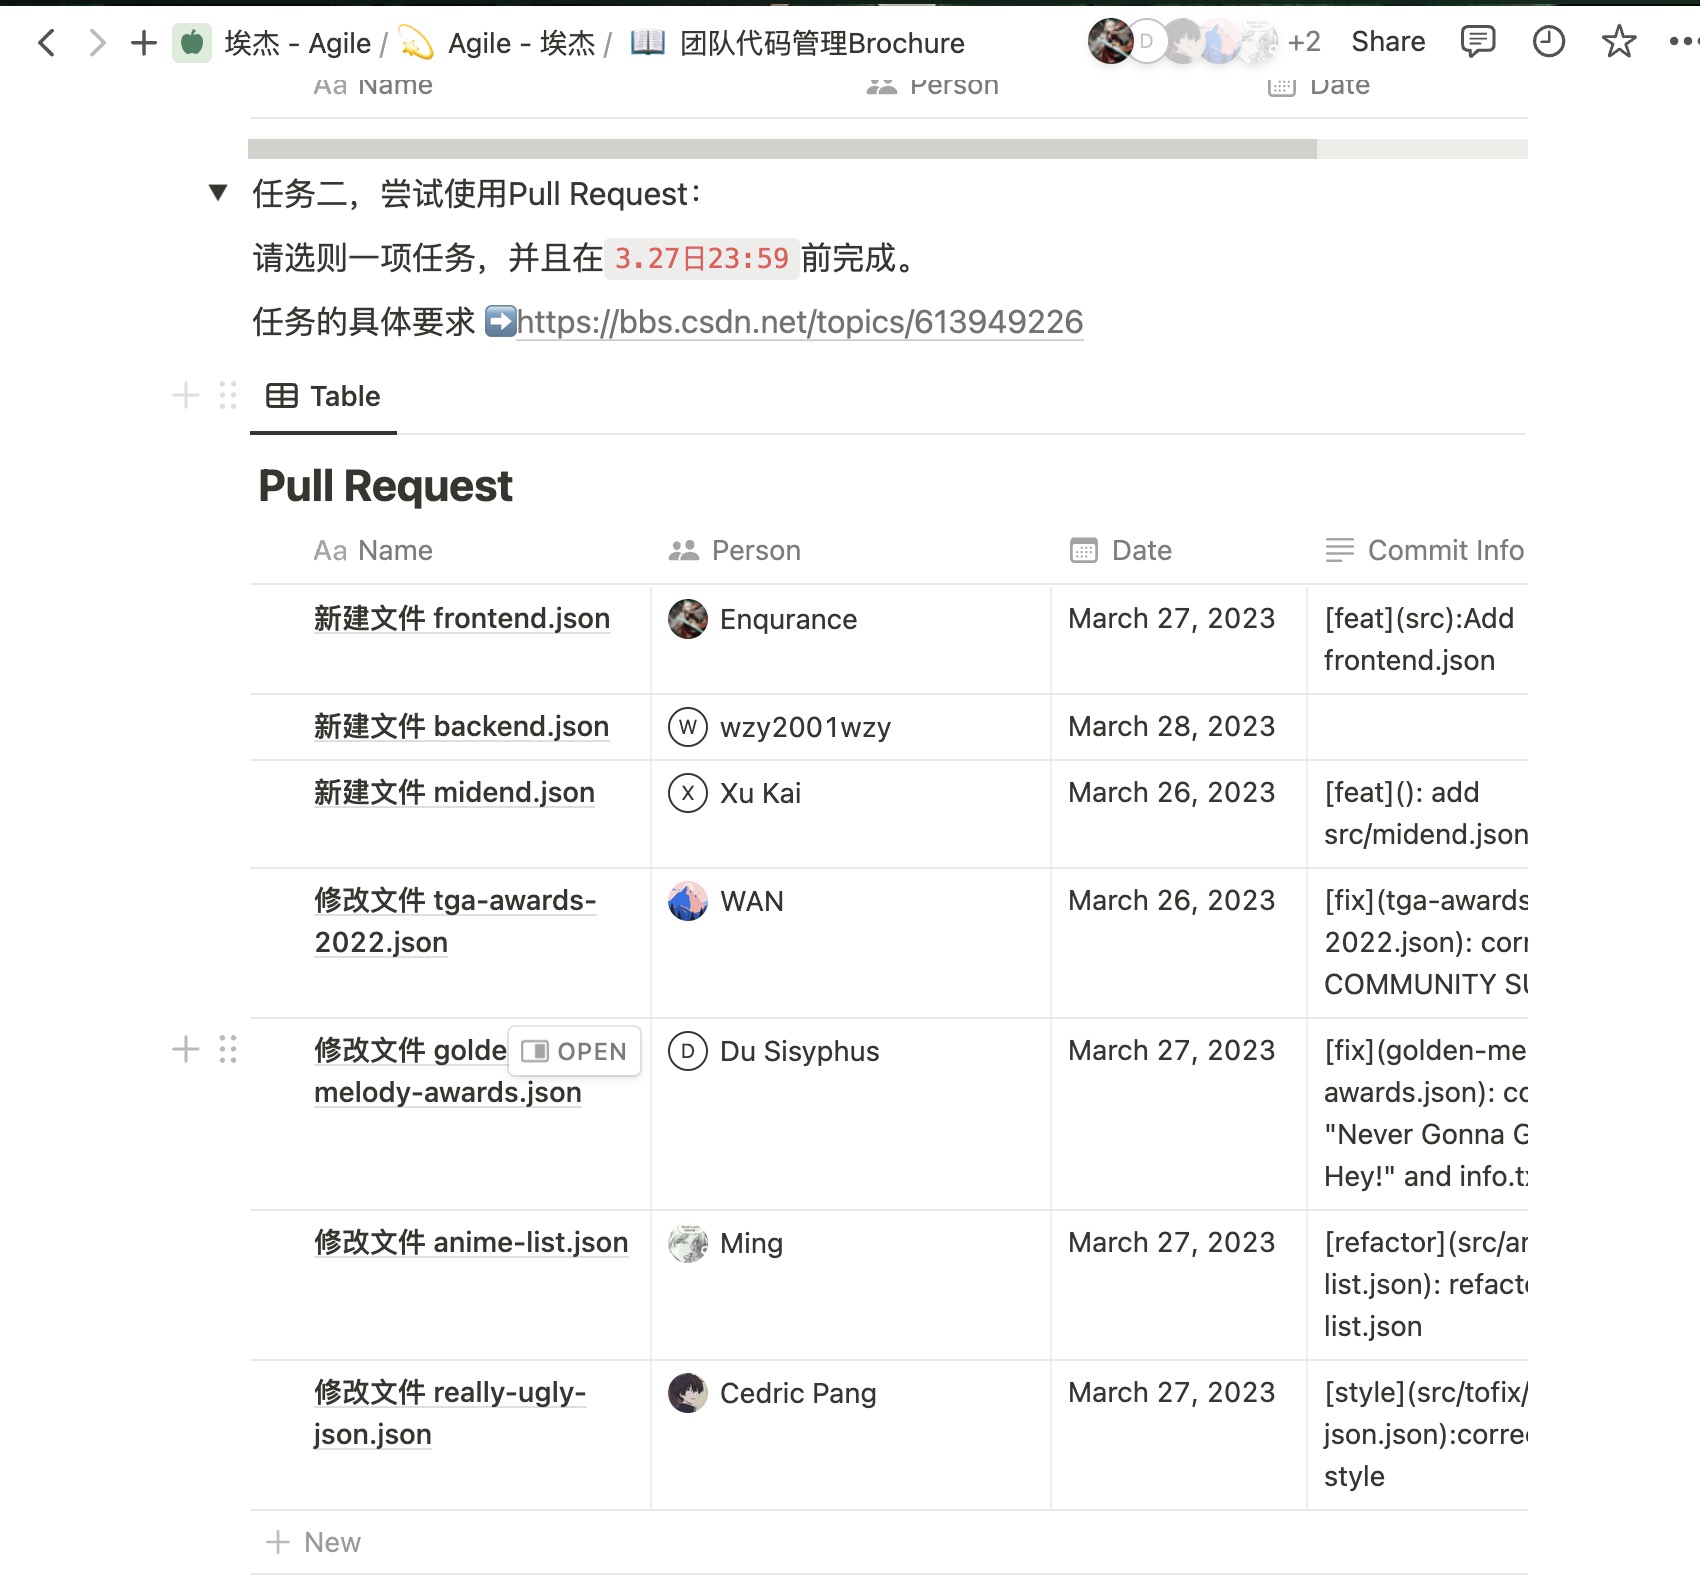 埃杰 - Agile / Agile - 埃杰 / 团队代码管理Brochure
D +2 Share
Aa Name Person Date
任务二，尝试使用Pull Request：
请选则一项任务，并且在 3.27日23:59 前完成。
任务的具体要求 ➡️https://bbs.csdn.net/topics/613949226
Table
Pull Request
Aa Name Person Date Commit Info
新建文件 frontend.json Enqurance March 27, 2023 [feat](src):Add
frontend.json
新建文件 backend.json W wzy2001wzy March 28, 2023
新建文件 midend.json X Xu Kai March 26, 2023 [feat](): add
src/midend.json
修改文件 tga-awards- WAN March 26, 2023 [fix](tga-awards
2022.json 2022.json): corr
COMMUNITY SU
修改文件 golde OPEN D Du Sisyphus March 27, 2023 [fix](golden-me
melody-awards.json awards.json): co
"Never Gonna G
Hey!" and info.tx
修改文件 anime-list.json Ming March 27, 2023 [refactor](src/an
list.json): refacto
list.json
修改文件 really-ugly- Cedric Pang March 27, 2023 [style](src/tofix/
json.json json.json):correc
style
New